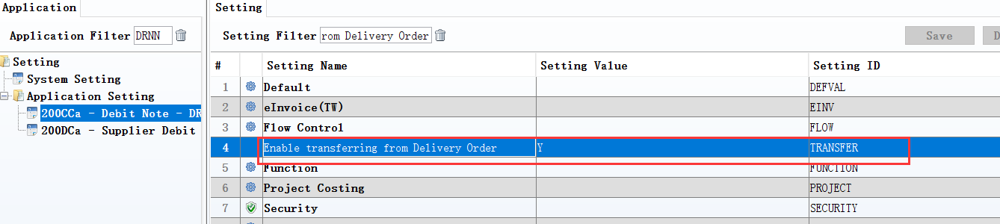 Application
Application Filter DRNN
Setting
System Setting
Application Setting
200CCa - Debit Note - DR
200DCa - Supplier Debit
Setting
Setting Filter rom Delivery Order
Save
D
# Setting Name Setting Value Setting ID
1 Default DEFVAL
2 eInvoice(TW) EINV
3 Flow Control FLOW
4 Enable transferring from Delivery Order Y TRANSFER
5 Function FUNCTION
6 Project Costing PROJECT
7 Security SECURITY